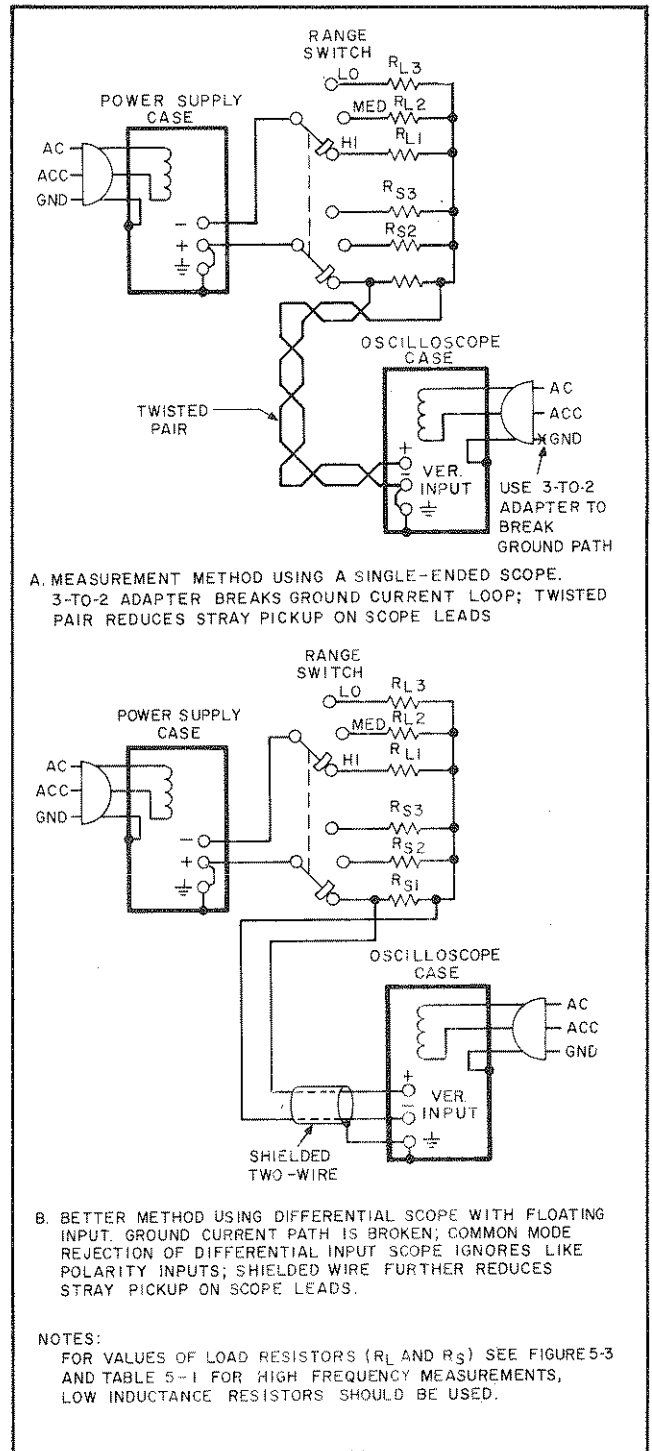 RANGE
SWITCH
LO
RL3
POWER SUPPLY
CASE
MED
RL2
AC
HI
RL1
ACC
GND
-
RS3
+
RS2
OSCILLOSCOPE
CASE
AC
TWISTED
PAIR
ACC
+
GND
-
VER.
INPUT
USE 3-TO-2
ADAPTER TO
BREAK
GROUND PATH
A. MEASUREMENT METHOD USING A SINGLE-ENDED SCOPE.
3-TO-2 ADAPTER BREAKS GROUND CURRENT LOOP; TWISTED
PAIR REDUCES STRAY PICKUP ON SCOPE LEADS
RANGE
SWITCH
LO
RL3
POWER SUPPLY
CASE
MED
RL2
AC
HI
RL1
ACC
GND
RS3
-
RS2
+
RS1
OSCILLOSCOPE
CASE
AC
ACC
GND
+
-
VER.
INPUT
SHIELDED
TWO-WIRE
B. BETTER METHOD USING DIFFERENTIAL SCOPE WITH FLOATING
INPUT. GROUND CURRENT PATH IS BROKEN; COMMON MODE
REJECTION OF DIFFERENTIAL INPUT SCOPE IGNORES LIKE
POLARITY INPUTS; SHIELDED WIRE FURTHER REDUCES
STRAY PICKUP ON SCOPE LEADS.
NOTES:
FOR VALUES OF LOAD RESISTORS (RL AND RS) SEE FIGURE 5-3
AND TABLE 5-1 FOR HIGH FREQUENCY MEASUREMENTS,
LOW INDUCTANCE RESISTORS SHOULD BE USED.